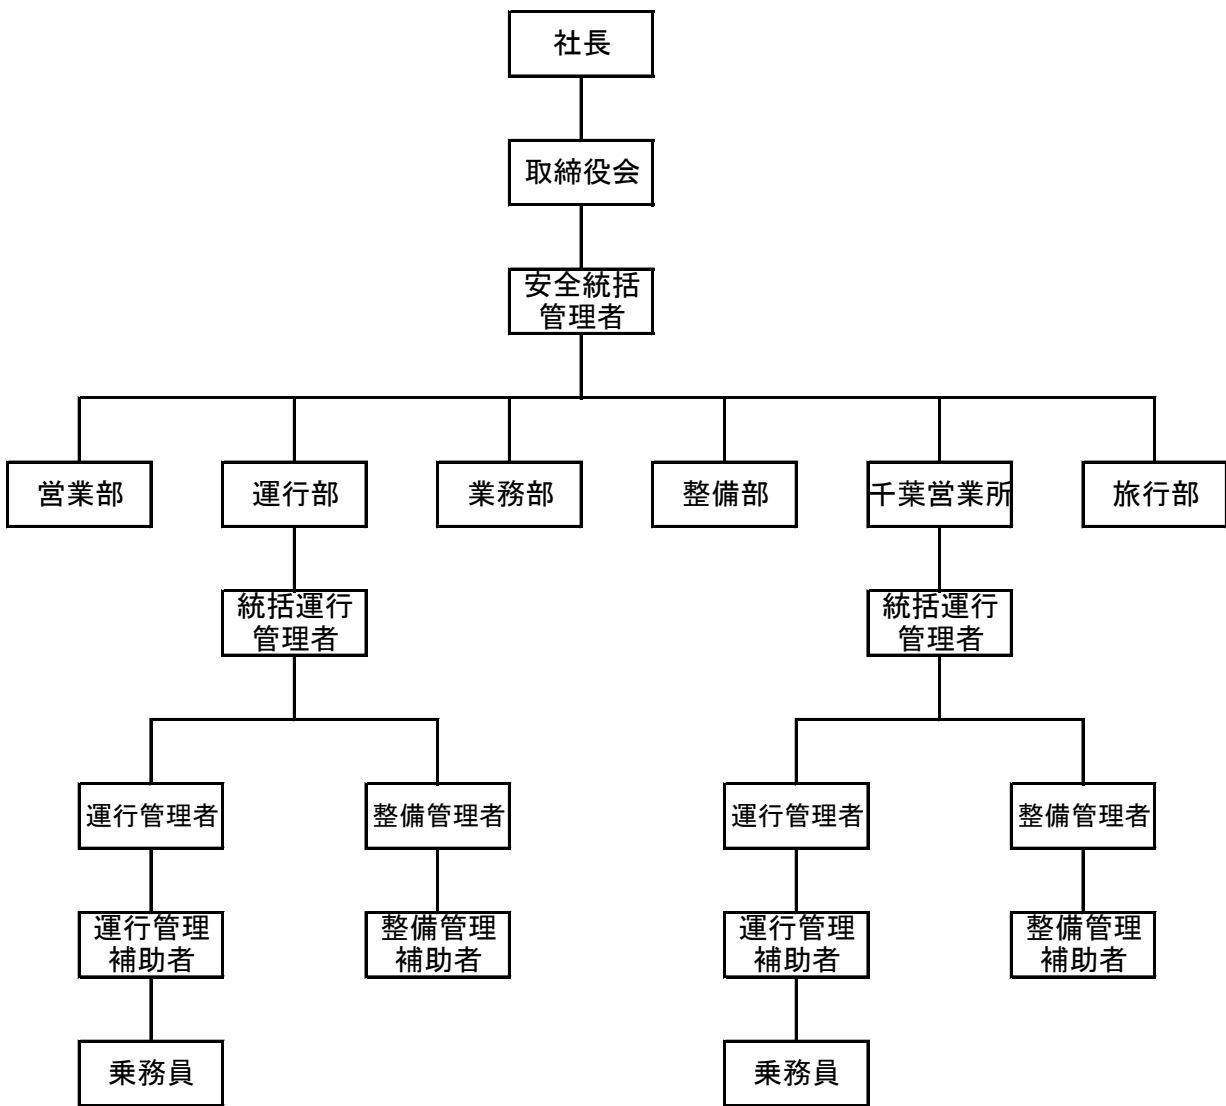 社長
取締役会
安全統括
管理者
営業部
運行部
業務部
整備部
千葉営業所
旅行部
統括運行
管理者
統括運行
管理者
運行管理者
整備管理者
運行管理者
整備管理者
運行管理
補助者
整備管理
補助者
運行管理
補助者
整備管理
補助者
乗務員
乗務員